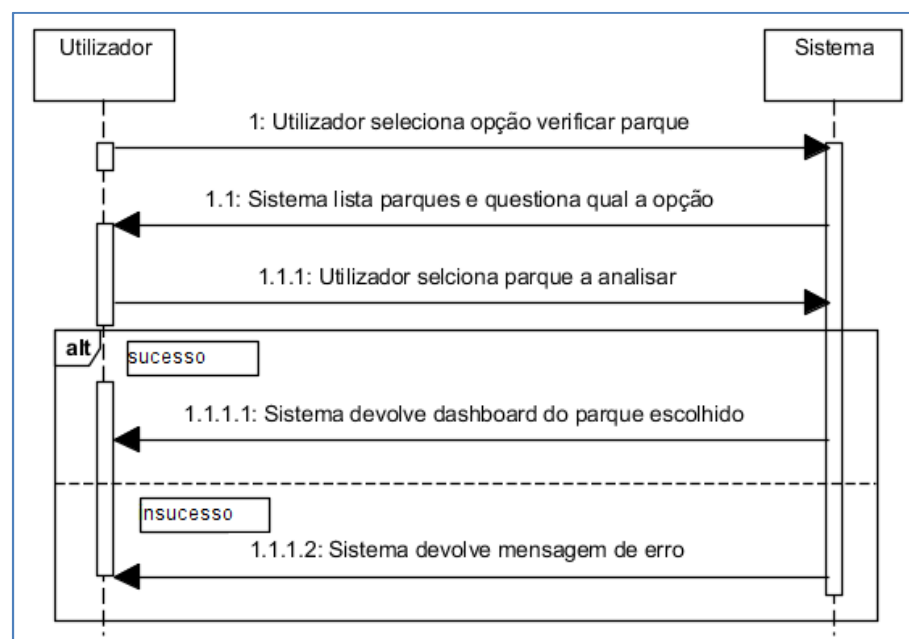 Utilizador
Sistema
1: Utilizador seleciona opção verificar parque
1.1: Sistema lista parques e questiona qual a opção
1.1.1: Utilizador selciona parque a analisar
alt
sucesso
1.1.1.1: Sistema devolve dashboard do parque escolhido
nsucesso
1.1.1.2: Sistema devolve mensagem de erro